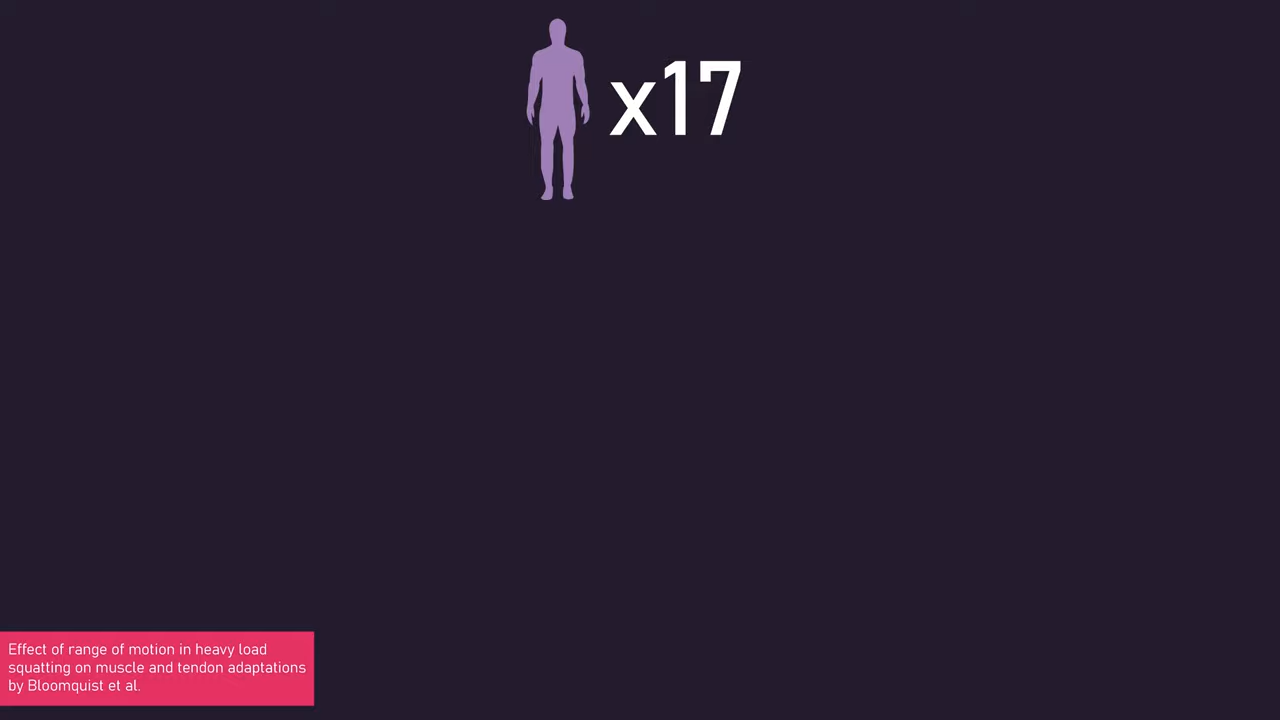 x17
Effect of range of motion in heavy load
squatting on muscle and tendon adaptations
by Bloomquist et al.